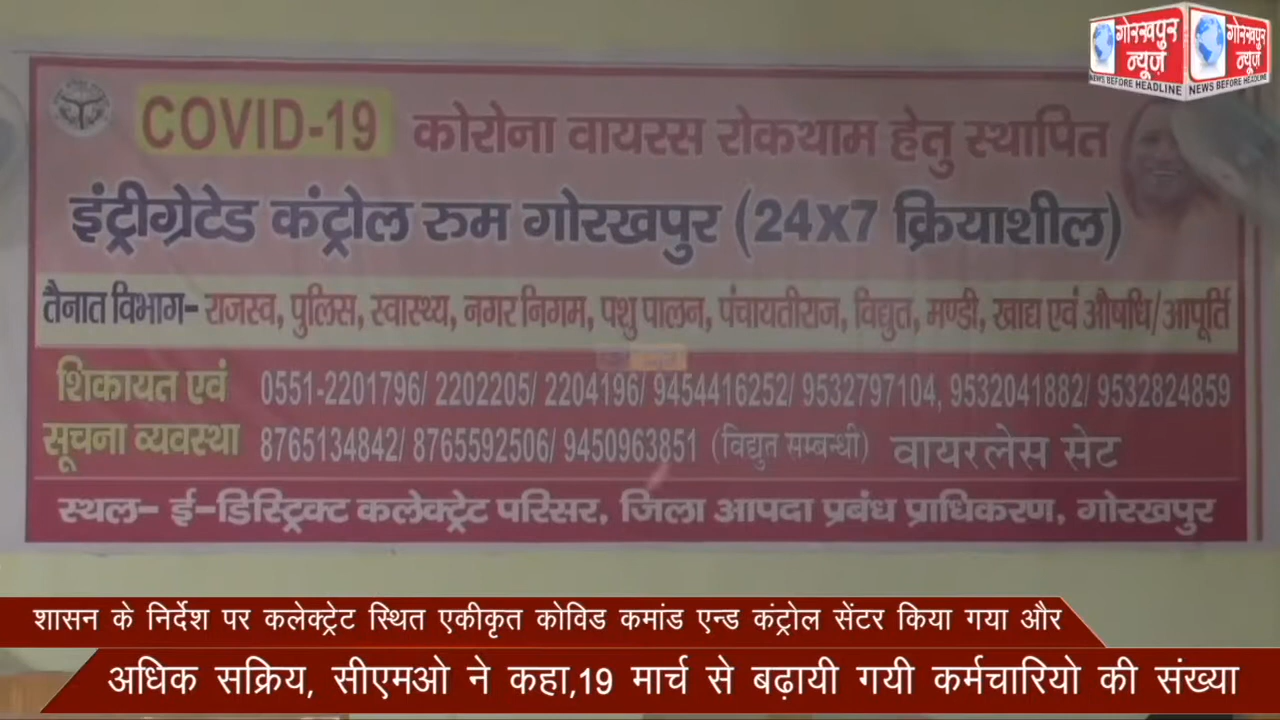 गोरखपुर गोरखपुर
न्यूज़ न्यूज़
NEWS BEFORE HEADLINE NEWS BEFORE HEADLINE
COVID-19 कोरोना वायरस रोकथाम हेतु स्थापित
इंट्रीग्रेटेड कंट्रोल रुम गोरखपुर (24x7 क्रियाशील)
तैनात विभाग- राजस्व, पुलिस, स्वास्थ्य, नगर निगम, पशु पालन, पंचायतीराज, विद्युत, मण्डी, खाद्य एवं औषधि/आपूर्ति
शिकायत एवं 0551-2201796/ 2202205/ 2204196/ 9454416252/ 9532797104, 9532041882/ 9532824859
सूचना व्यवस्था 8765134842/ 8765592506/ 9450963851 (विद्युत सम्बन्धी) वायरलेस सेट
स्थल- ई-डिस्ट्रिक्ट कलेक्ट्रेट परिसर, जिला आपदा प्रबंध प्राधिकरण, गोरखपुर
शासन के निर्देश पर कलेक्ट्रेट स्थित एकीकृत कोविड कमांड एन्ड कंट्रोल सेंटर किया गया और
अधिक सक्रिय, सीएमओ ने कहा,19 मार्च से बढ़ायी गयी कर्मचारियो की संख्या